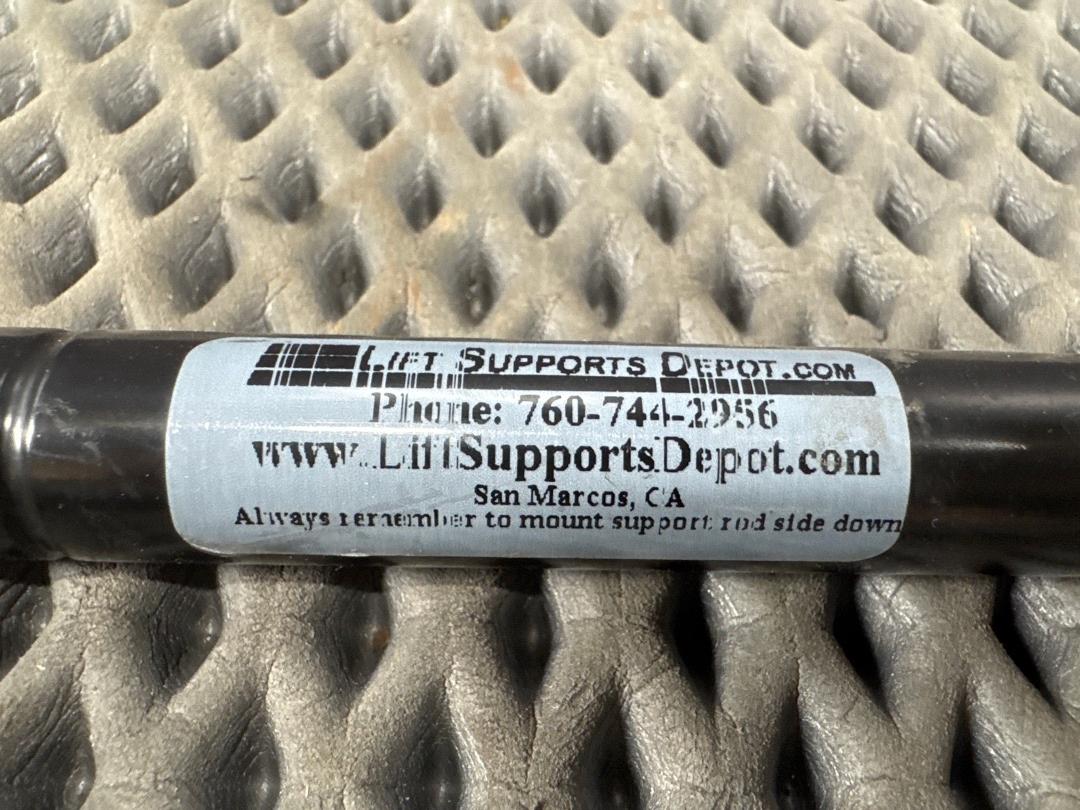 LIFT SUPPORTS DEPOT.COM
Phone: 760-744-2956
www.LiftSupportsDepot.com
San Marcos, CA
Always remember to mount support rod side down